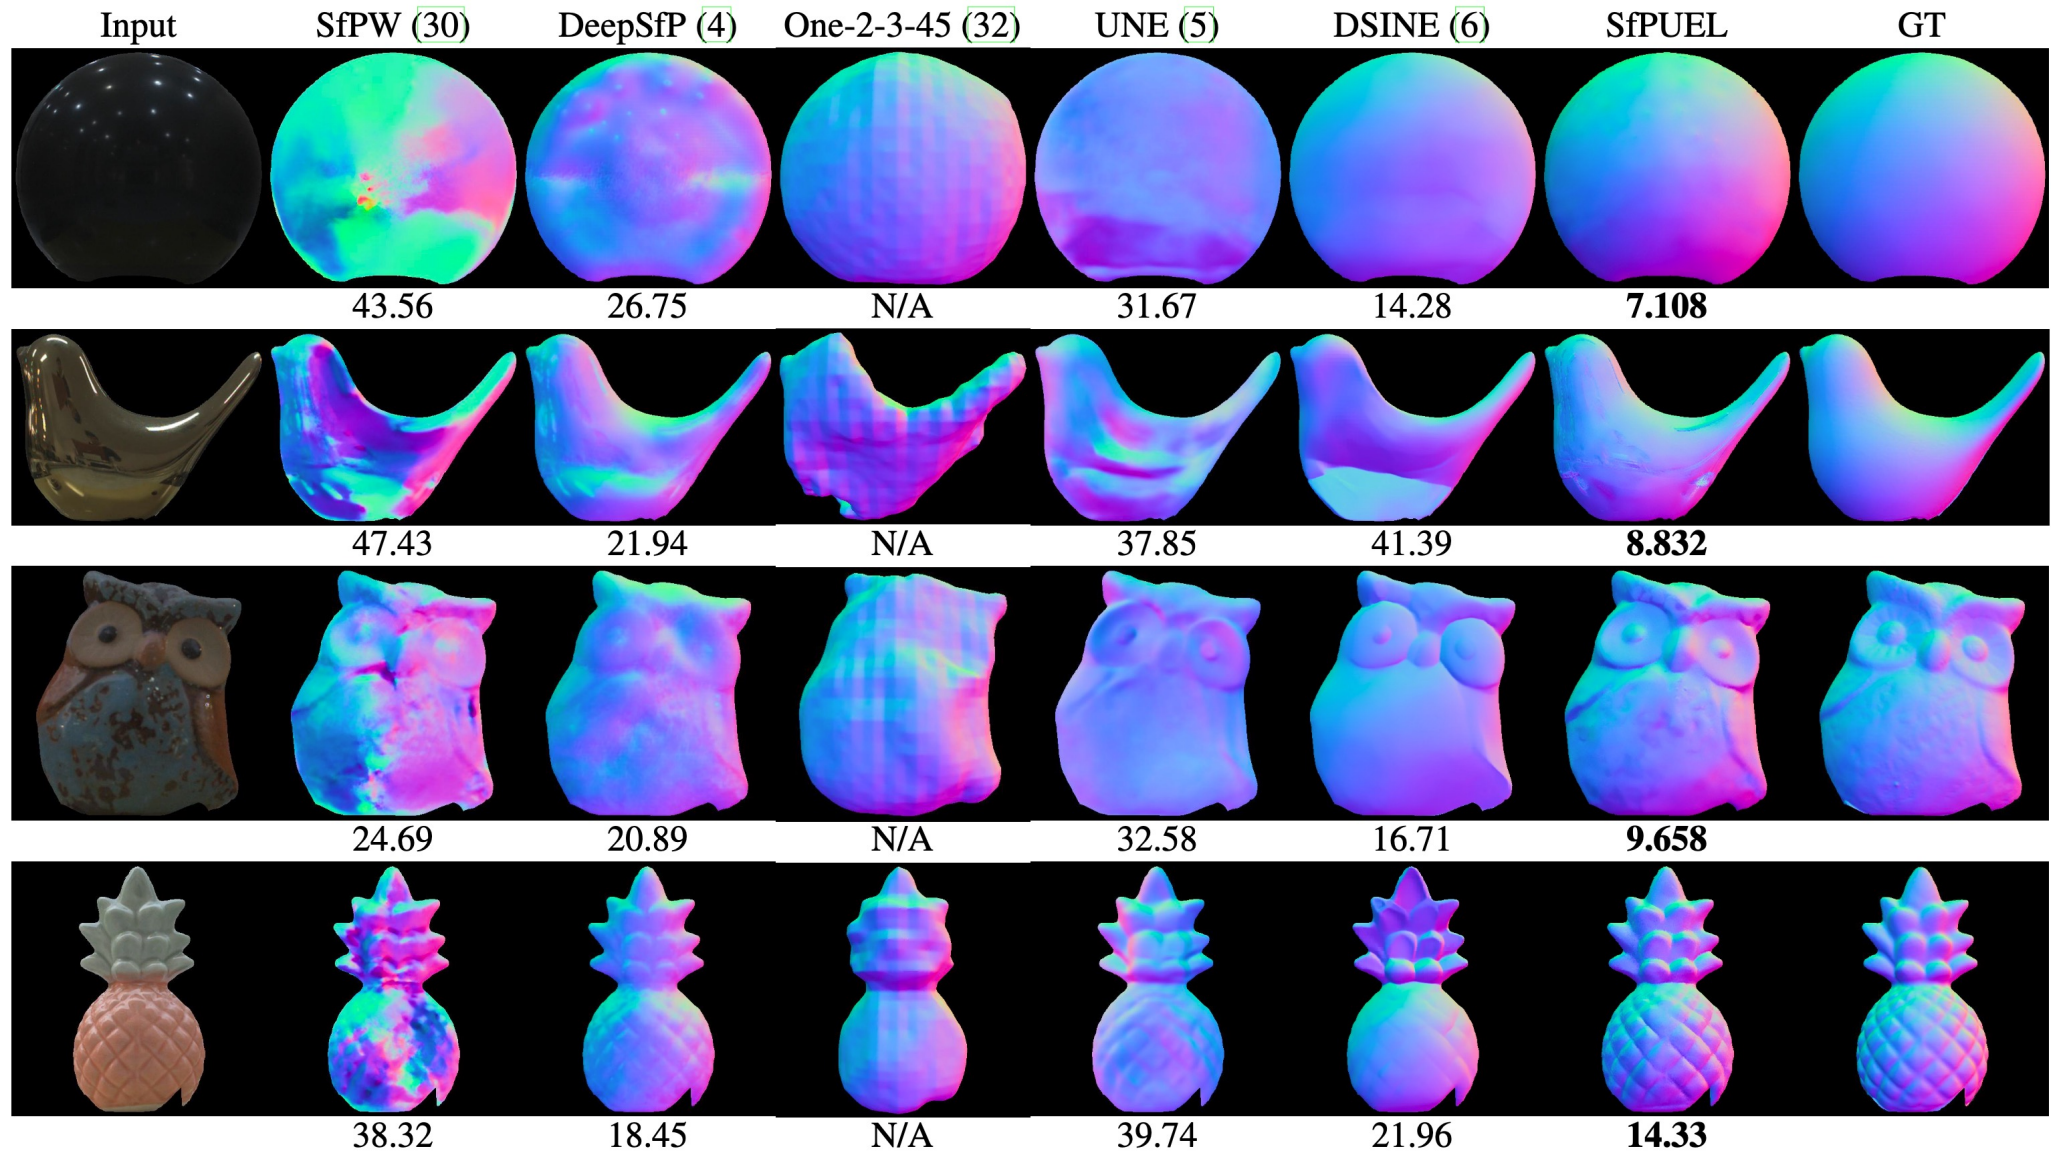 Input SfPW (30) DeepSfP (4) One-2-3-45 (32) UNE (5) DSINE (6) SfPUEL GT
43.56 26.75 N/A 31.67 14.28 7.108
47.43 21.94 N/A 37.85 41.39 8.832
24.69 20.89 N/A 32.58 16.71 9.658
38.32 18.45 N/A 39.74 21.96 14.33